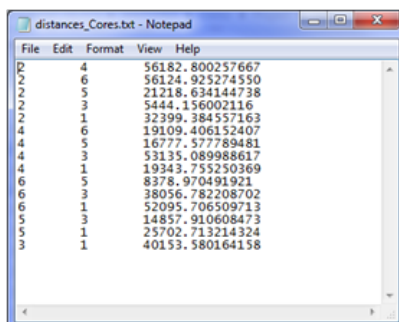 distances_Cores.txt - Notepad
File Edit Format View Help
2 4 56182.800257667
2 6 56124.925274550
2 5 21218.634144738
2 3 5444.156002116
2 1 32399.384557163
4 6 19109.406152407
4 5 16777.577789481
4 3 53135.089988617
4 1 19343.755250369
6 5 8378.970491921
6 3 38056.782208702
6 1 52095.706509713
5 3 14857.910608473
5 1 25702.713214324
3 1 40153.580164158